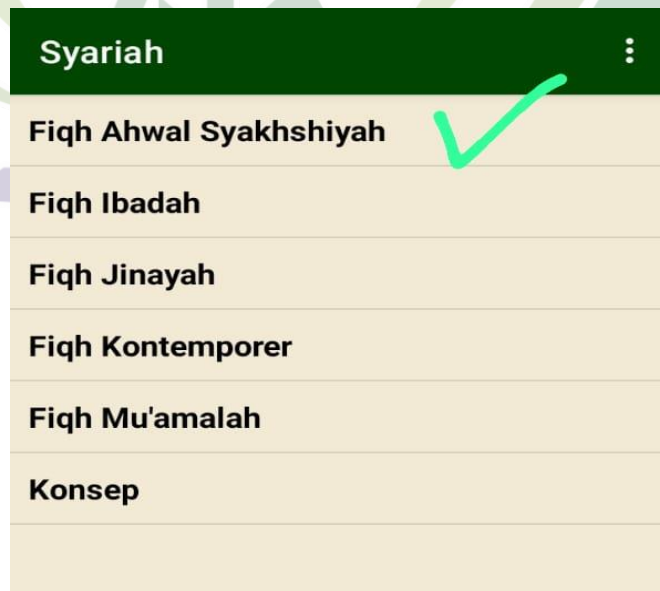 Syariah
Fiqh Ahwal Syakhshiyah
Fiqh Ibadah
Fiqh Jinayah
Fiqh Kontemporer
Fiqh Mu'amalah
Konsep